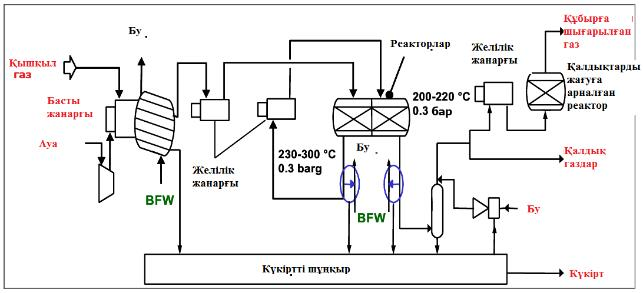 Бу
Қышқыл
газ
Басты
жанарғы
Ауа
BFW
Желілік
жанарғы
230-300 °C
0.3 barg
Реакторлар
Бу
BFW
200-220 °C
0.3 бар
Желілік
жанарғы
Құбырға
шығарылған
газ
Қалдықтарды
жағуға
арналған
реактор
Қалдық
газдар
Бу
Күкіртті шұңқыр
Күкірт